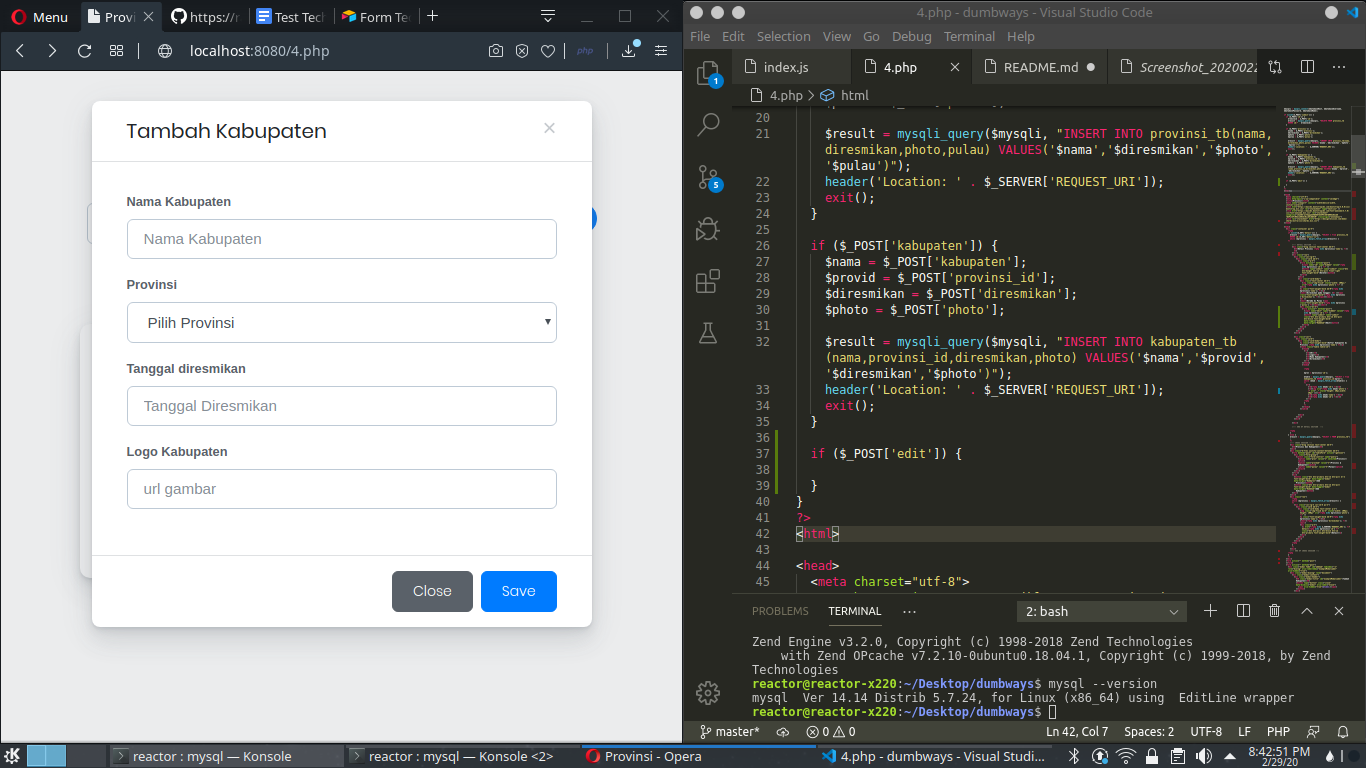 Menu
Provi
https://r
Test Tech
Form Te
localhost:8080/4.php
php
Tambah Kabupaten
×
Nama Kabupaten
Nama Kabupaten
Provinsi
Pilih Provinsi
Tanggal diresmikan
Tanggal Diresmikan
Logo Kabupaten
url gambar
Close
Save
4.php - dumbways - Visual Studio Code
File Edit Selection View Go Debug Terminal Help
index.js
4.php
README.md
Screenshot_2020022
4.php > html
1
5
20
21 $result = mysqli_query($mysqli, "INSERT INTO provinsi_tb(nama,
diresmikan,photo,pulau) VALUES('$nama','$diresmikan','$photo',
'$pulau')");
22 header('Location: ' . $_SERVER['REQUEST_URI']);
23 exit();
24 }
25
26 if ($_POST['kabupaten']) {
27 $nama = $_POST['kabupaten'];
28 $provid = $_POST['provinsi_id'];
29 $diresmikan = $_POST['diresmikan'];
30 $photo = $_POST['photo'];
31
32 $result = mysqli_query($mysqli, "INSERT INTO kabupaten_tb
(nama,provinsi_id,diresmikan,photo) VALUES('$nama','$provid',
'$diresmikan','$photo')");
33 header('Location: ' . $_SERVER['REQUEST_URI']);
34 exit();
35 }
36
37 if ($_POST['edit']) {
38
39 }
40 }
41 ?>
42 <html>
43
44 <head>
45 <meta charset="utf-8">
PROBLEMS TERMINAL ··· 2: bash
Zend Engine v3.2.0, Copyright (c) 1998-2018 Zend Technologies
with Zend OPcache v7.2.10-0ubuntu0.18.04.1, Copyright (c) 1999-2018, by Zend
Technologies
reactor@reactor-x220:~/Desktop/dumbways$ mysql --version
mysql Ver 14.14 Distrib 5.7.24, for Linux (x86_64) using EditLine wrapper
reactor@reactor-x220:~/Desktop/dumbways$
master* 0 0 Ln 42, Col 7 Spaces: 2 UTF-8 LF PHP
reactor : mysql — Konsole
reactor : mysql — Konsole <2>
Provinsi - Opera
4.php - dumbways - Visual Studi...
8:42:51 PM
2/29/20